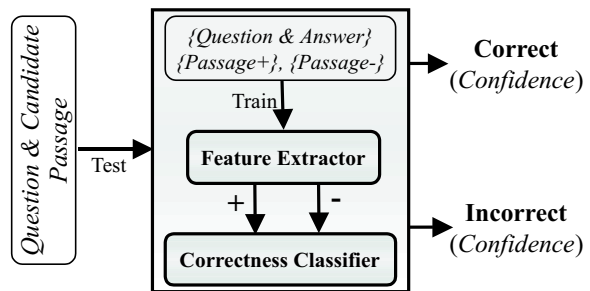 Question & Candidate
Passage
Test
{Question & Answer}
{Passage+}, {Passage-}
Train
Feature Extractor
+ -
Correctness Classifier
Correct
(Confidence)
Incorrect
(Confidence)